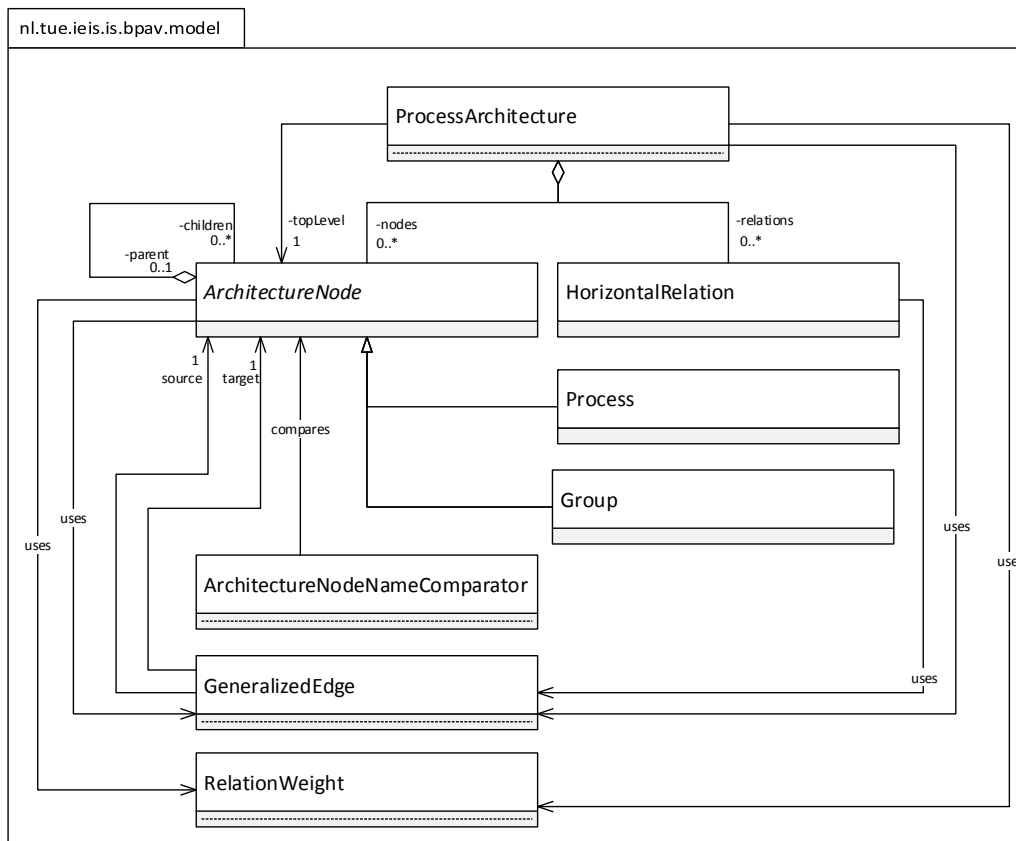 nl.tue.ieis.is.bpav.model
ProcessArchitecture
-children
0..*
-parent
0..1
-topLevel
1
-nodes
0..*
-relations
0..*
ArchitectureNode
HorizontalRelation
1
source
1
target
compares
Process
Group
uses
uses
uses
use
ArchitectureNodeNameComparator
GeneralizedEdge
uses
RelationWeight